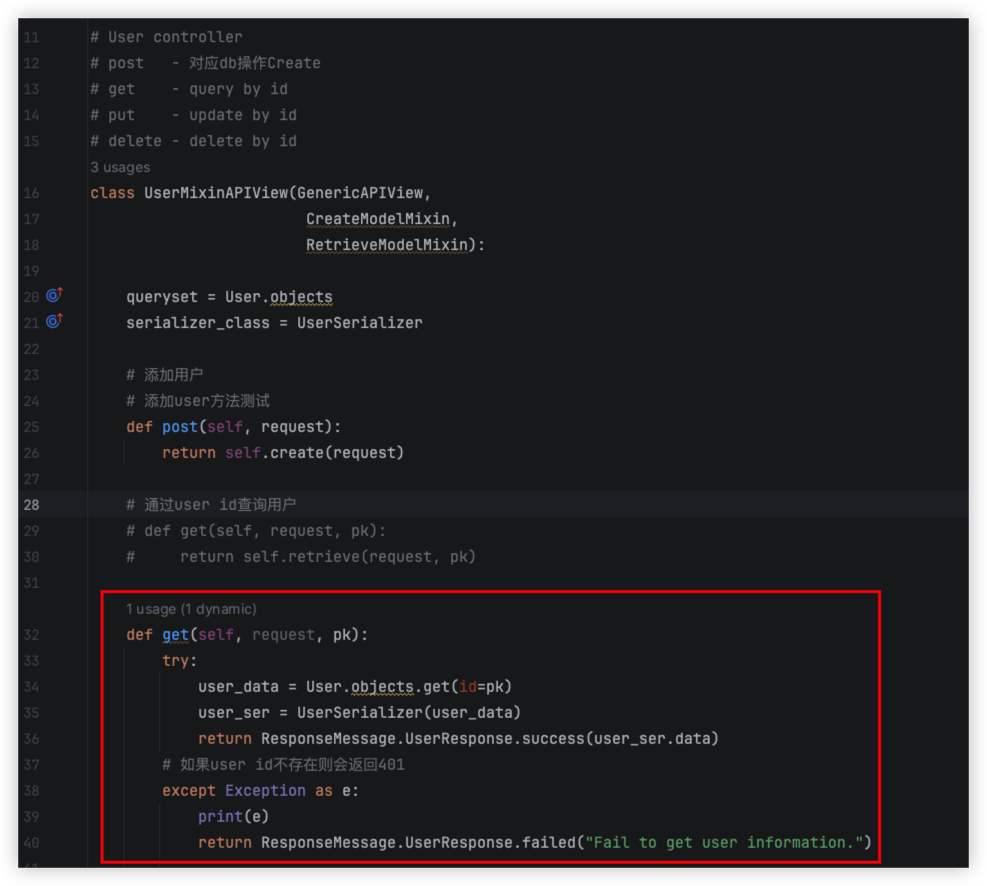 11 # User controller
12 # post   - 对应db操作Create
13 # get    - query by id
14 # put    - update by id
15 # delete - delete by id
3 usages
16 class UserMixinAPIView(GenericAPIView,
17                         CreateModelMixin,
18                         RetrieveModelMixin):
19
20     queryset = User.objects
21     serializer_class = UserSerializer
22
23     # 添加用户
24     # 添加user方法测试
25     def post(self, request):
26         return self.create(request)
27
28     # 通过user id查询用户
29     # def get(self, request, pk):
30     #     return self.retrieve(request, pk)
31
1 usage (1 dynamic)
32     def get(self, request, pk):
33         try:
34             user_data = User.objects.get(id=pk)
35             user_ser = UserSerializer(user_data)
36             return ResponseMessage.UserResponse.success(user_ser.data)
37         # 如果user id不存在则会返回401
38         except Exception as e:
39             print(e)
40             return ResponseMessage.UserResponse.failed("Fail to get user information.")